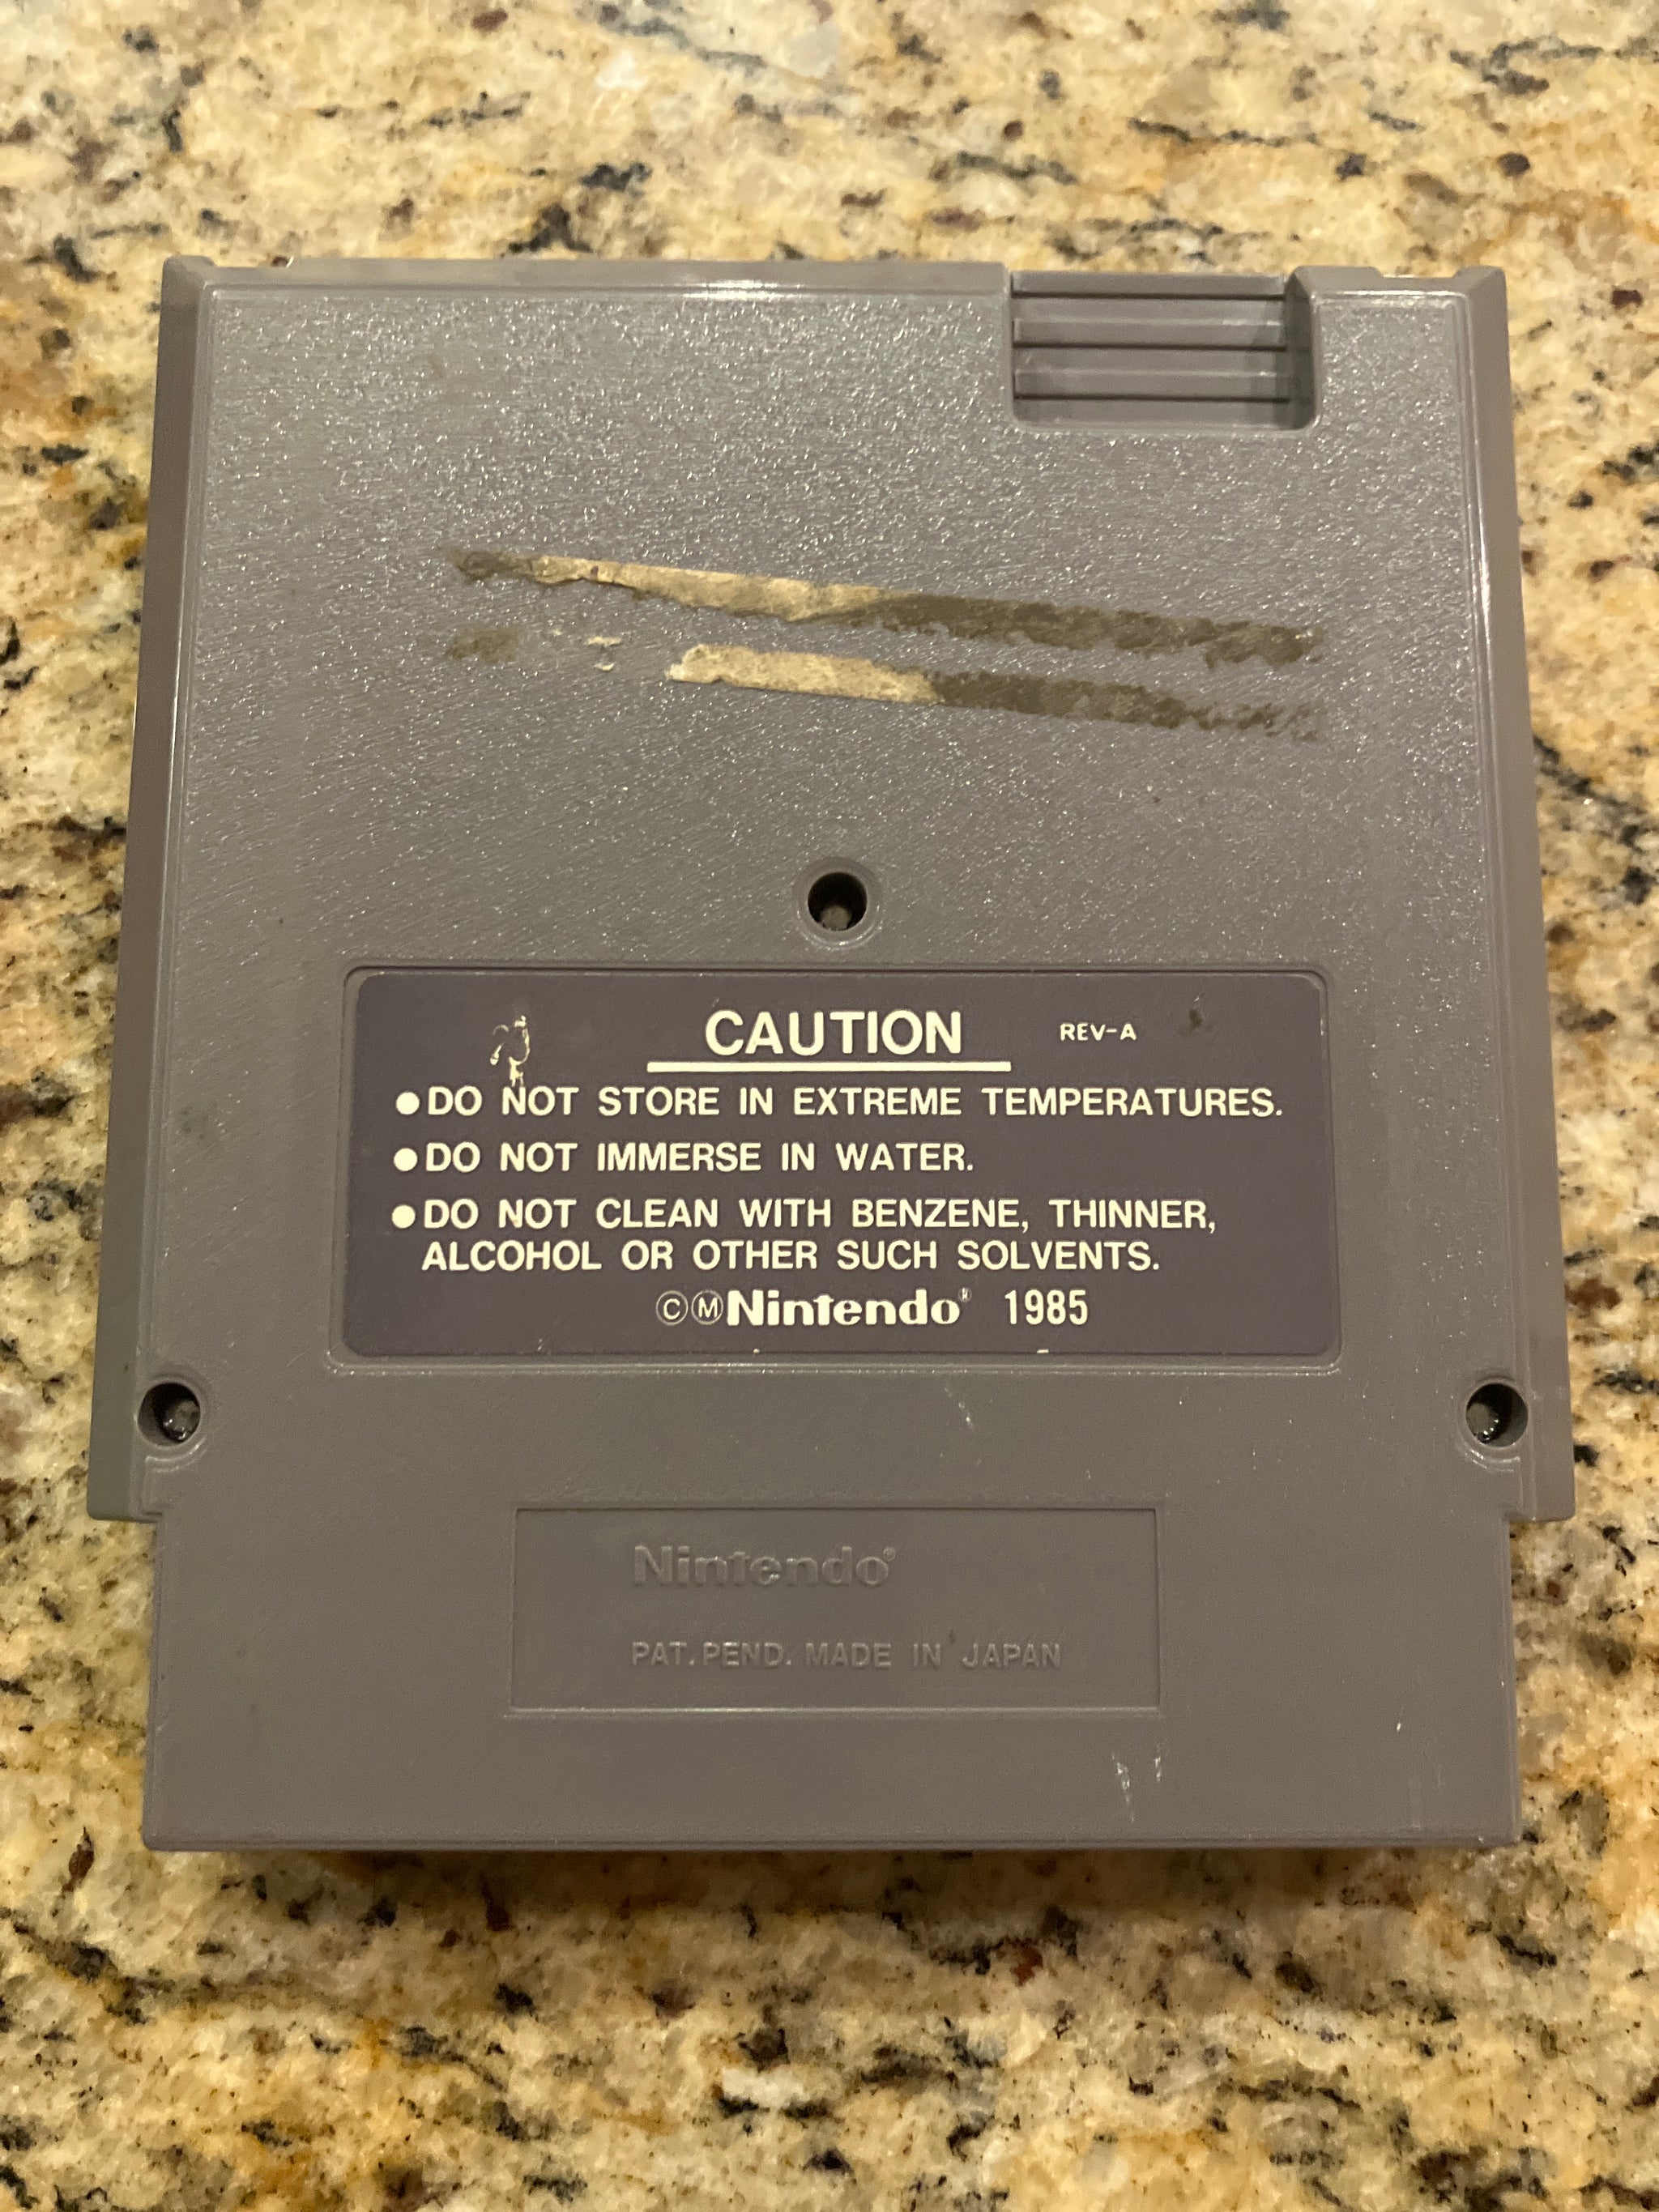 CAUTION REV-A
●DO NOT STORE IN EXTREME TEMPERATURES.
●DO NOT IMMERSE IN WATER.
●DO NOT CLEAN WITH BENZENE, THINNER,
ALCOHOL OR OTHER SUCH SOLVENTS.
©ⓂNintendo® 1985
Nintendo®
PAT. PEND. MADE IN JAPAN